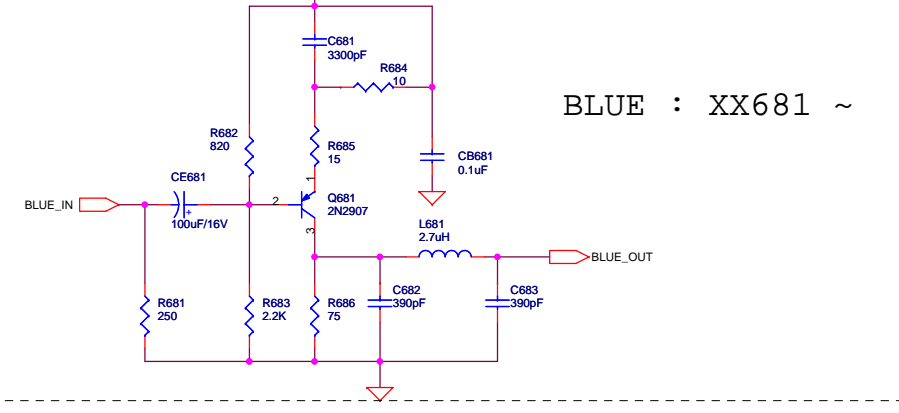 C681
3300pF
R684
10
BLUE : XX681 ~
R682
820
R685
15
CB681
0.1uF
CE681
1
Q681
2N2907
BLUE_IN
2
+
100uF/16V
3
L681
2.7uH
BLUE_OUT
R681
250
R683
2.2K
R686
75
C682
390pF
C683
390pF